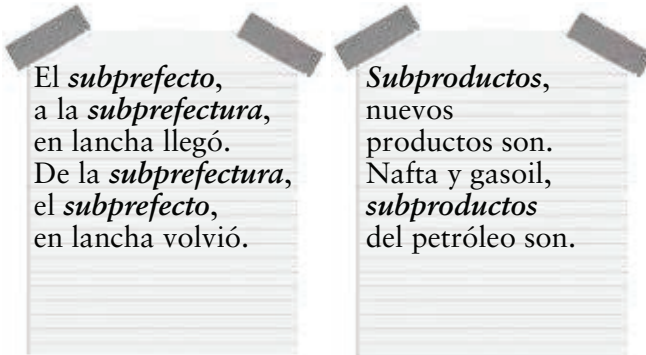 El subprefecto,
a la subprefectura,
en lancha llegó.
De la subprefectura,
el subprefecto,
en lancha volvió.
Subproductos,
nuevos
productos son.
Nafta y gasoil,
subproductos
del petróleo son.